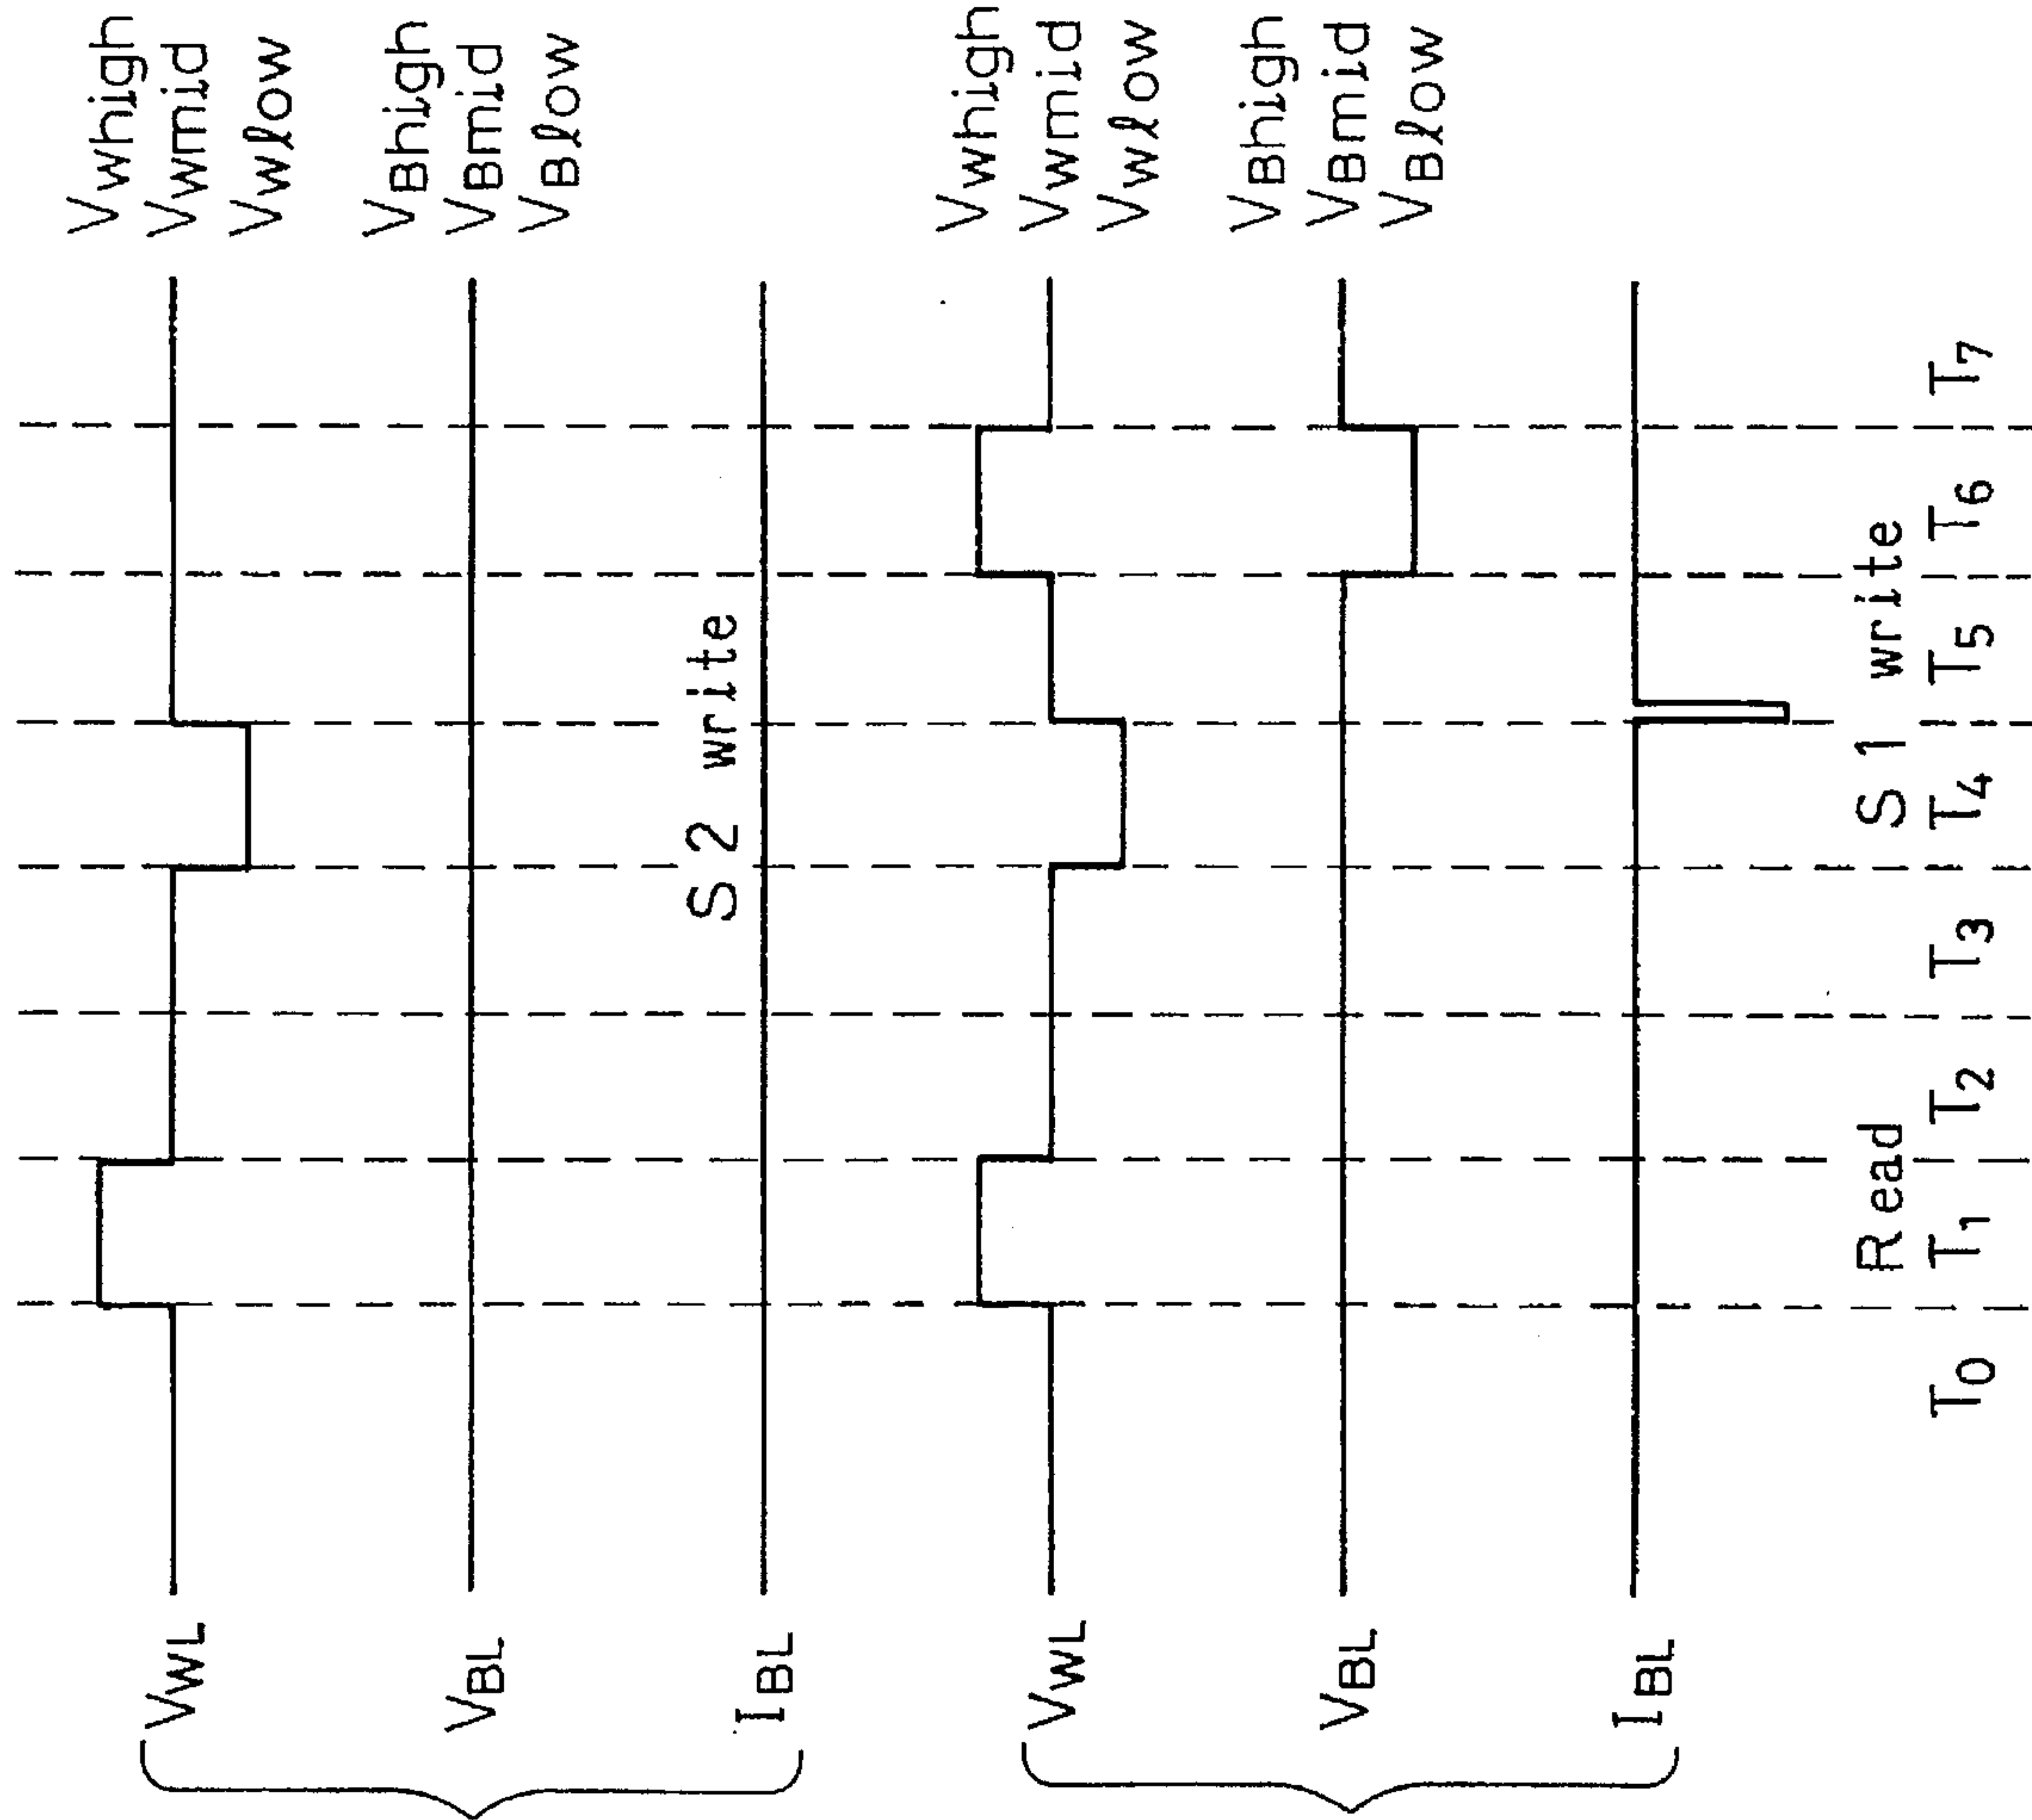 VWL VWhigh
VWmid
VWlow
VBL VBhigh
VBmid
VBlow
S2 write
IBL
VWL VWhigh
VWmid
VWlow
VBL VBhigh
VBmid
VBlow
IBL
Read S1 write
T0 T1 T2 T3 T4 T5 T6 T7